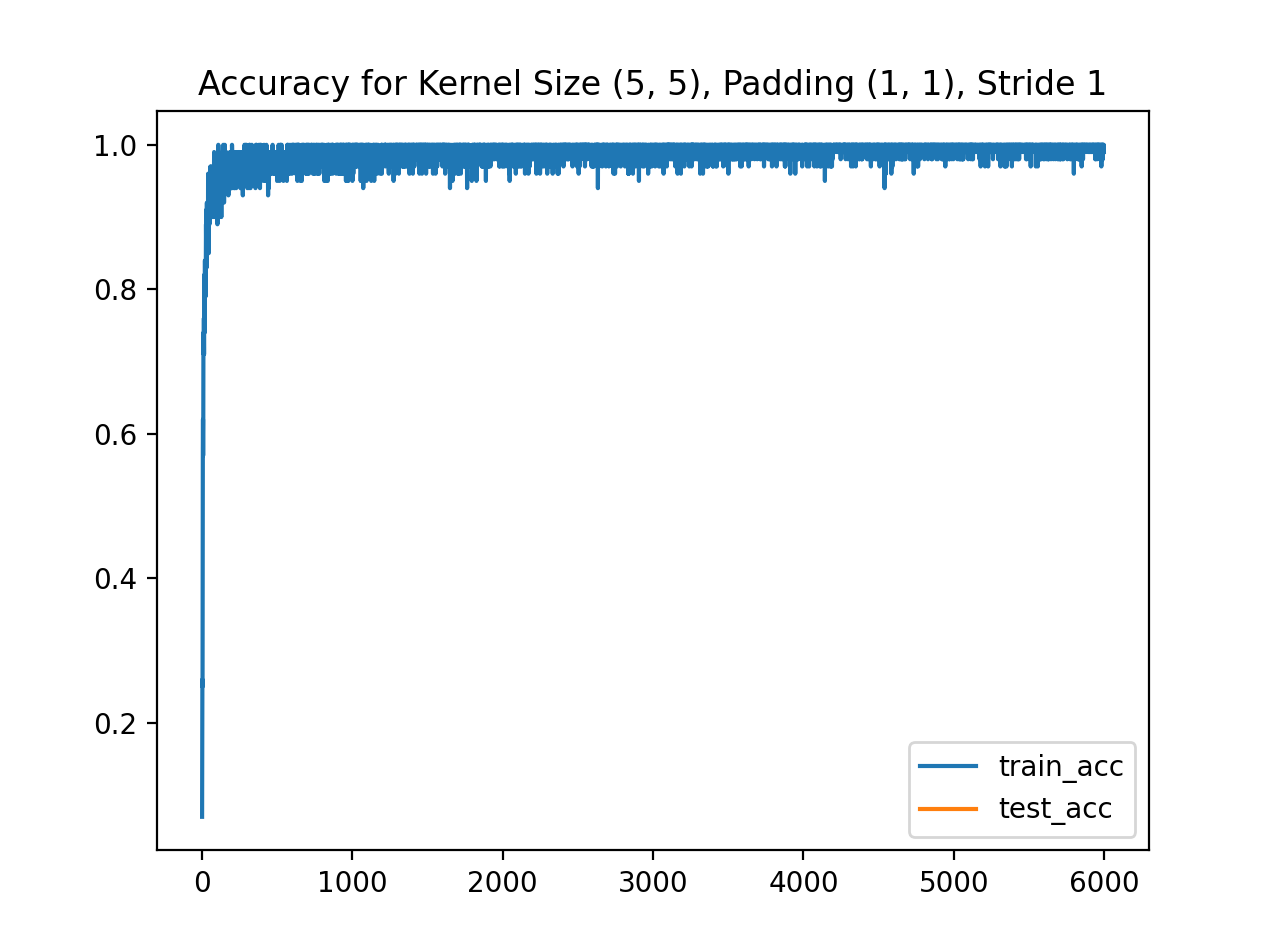 Accuracy for Kernel Size (5, 5), Padding (1, 1), Stride 1
1.0
0.8
0.6
0.4
0.2
train_acc
test_acc
0 1000 2000 3000 4000 5000 6000